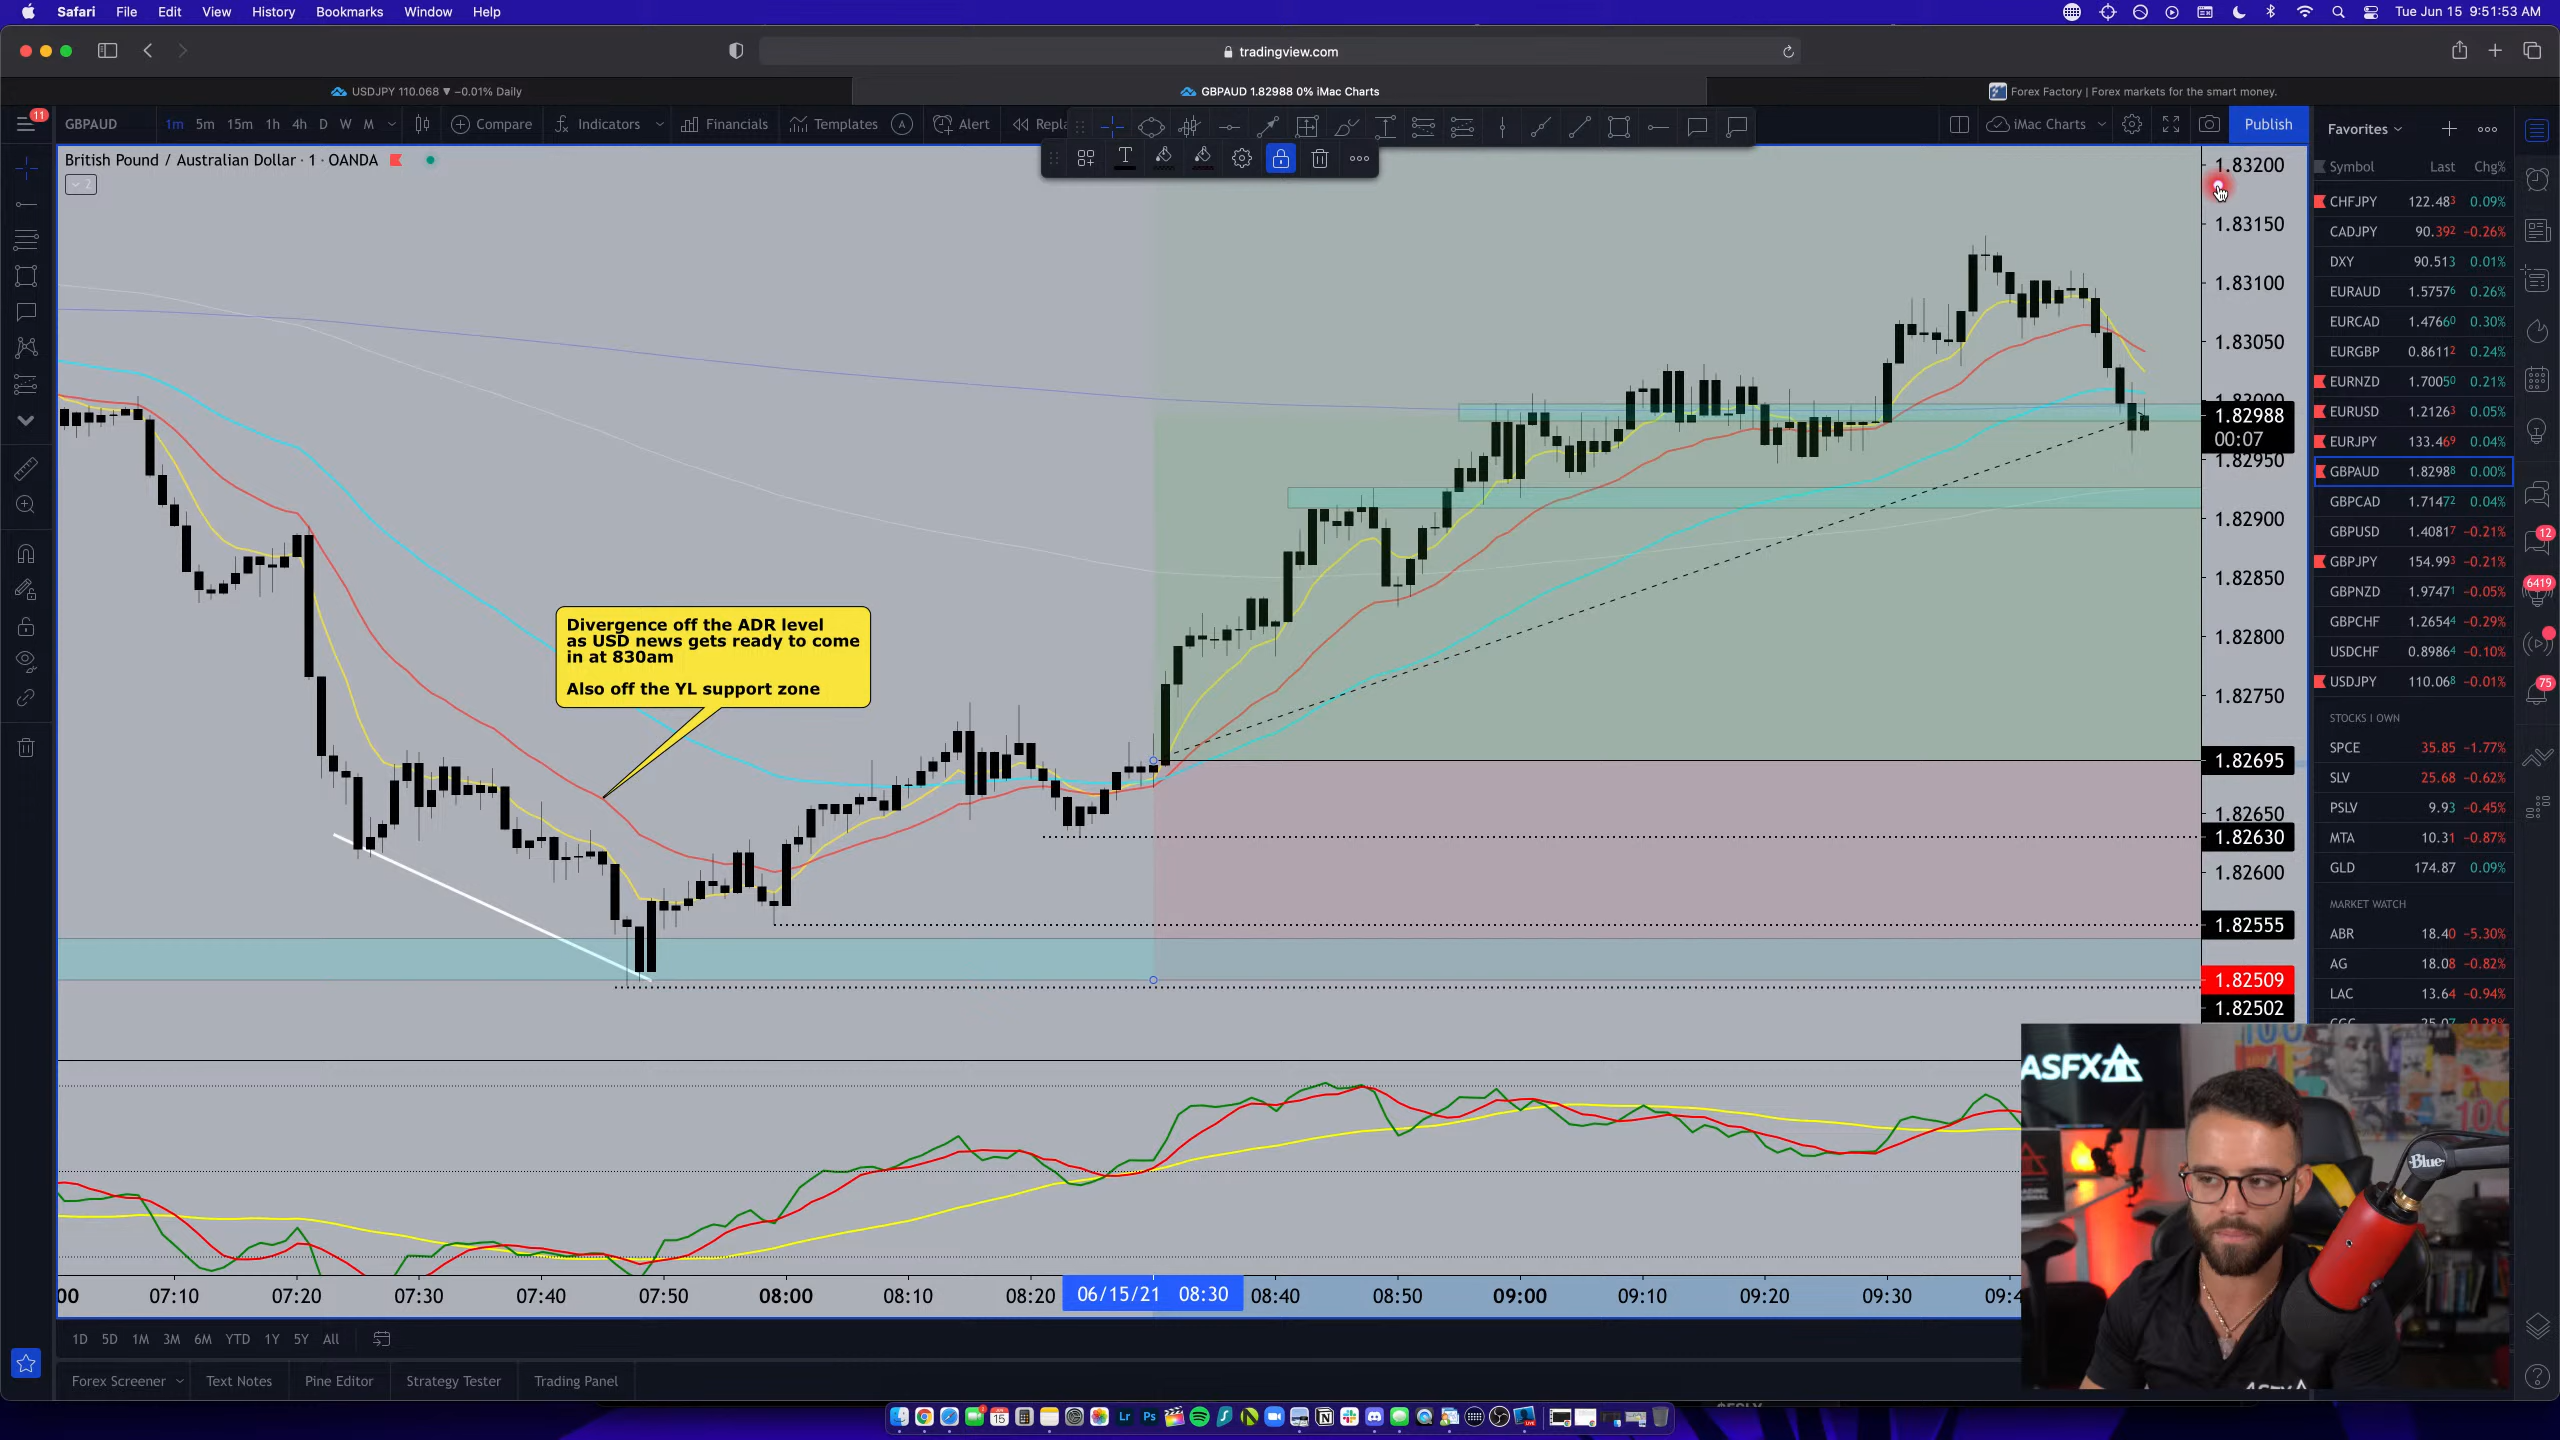 Safari File Edit View History Bookmarks Window Help
Tue Jun 15 9:51:53 AM
tradingview.com
USDJPY 110.068 ▼ −0.01% Daily
GBPAUD 1.82988 0% iMac Charts
Forex Factory | Forex markets for the smart money.
11
GBPAUD 1m 5m 15m 1h 4h D W M Compare Indicators Financials Templates Alert
iMac Charts
Publish
Favorites
British Pound / Australian Dollar · 1 · OANDA
2
Symbol Last Chg%
CHFJPY 122.483 0.09%
CADJPY 90.392 −0.26%
DXY 90.513 0.01%
EURAUD 1.57576 0.26%
EURCAD 1.47660 0.30%
EURGBP 0.86112 0.24%
EURNZD 1.70050 0.21%
EURUSD 1.21263 0.05%
EURJPY 133.469 0.04%
GBPAUD 1.82988 0.00%
GBPCAD 1.71472 0.04%
GBPUSD 1.40817 −0.21%
GBPJPY 154.993 −0.21%
GBPNZD 1.97471 −0.05%
GBPCHF 1.26544 −0.29%
USDCHF 0.89864 −0.10%
USDJPY 110.068 −0.01%
STOCKS I OWN
SPCE 35.85 −1.77%
SLV 25.68 −0.62%
PSLV 9.93 −0.45%
MTA 10.31 −0.87%
GLD 174.87 0.09%
MARKET WATCH
ABR 18.40 −5.30%
AG 18.08 −0.82%
LAC 13.64 −0.94%
12
6419
75
1.83200
1.83150
1.83100
1.83050
1.82988
00:07
1.82950
1.82900
1.82850
1.82800
1.82750
1.82695
1.82650
1.82630
1.82600
1.82555
1.82509
1.82502
Divergence off the ADR level
as USD news gets ready to come
in at 830am
Also off the YL support zone
00 07:10 07:20 07:30 07:40 07:50 08:00 08:10 08:20 06/15/21 08:30 08:40 08:50 09:00 09:10 09:20 09:30
1D 5D 1M 3M 6M YTD 1Y 5Y All
Forex Screener Text Notes Pine Editor Strategy Tester Trading Panel
ASFX
Blue
Lr Ps